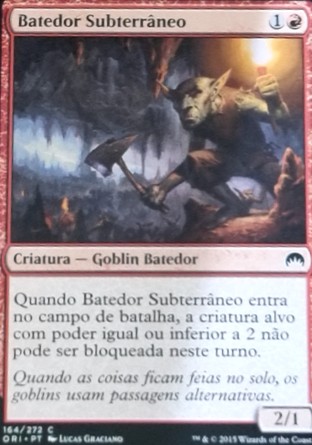 Batedor Subterrâneo 1
Criatura — Goblin Batedor
Quando Batedor Subterrâneo entra
no campo de batalha, a criatura alvo
com poder igual ou inferior a 2 não
pode ser bloqueada neste turno.
Quando as coisas ficam feias no solo, os
goblins usam passagens alternativas.
2/1
164/272 C
ORI • PT Lucas Graciano
™ & © 2015 Wizards of the Coast